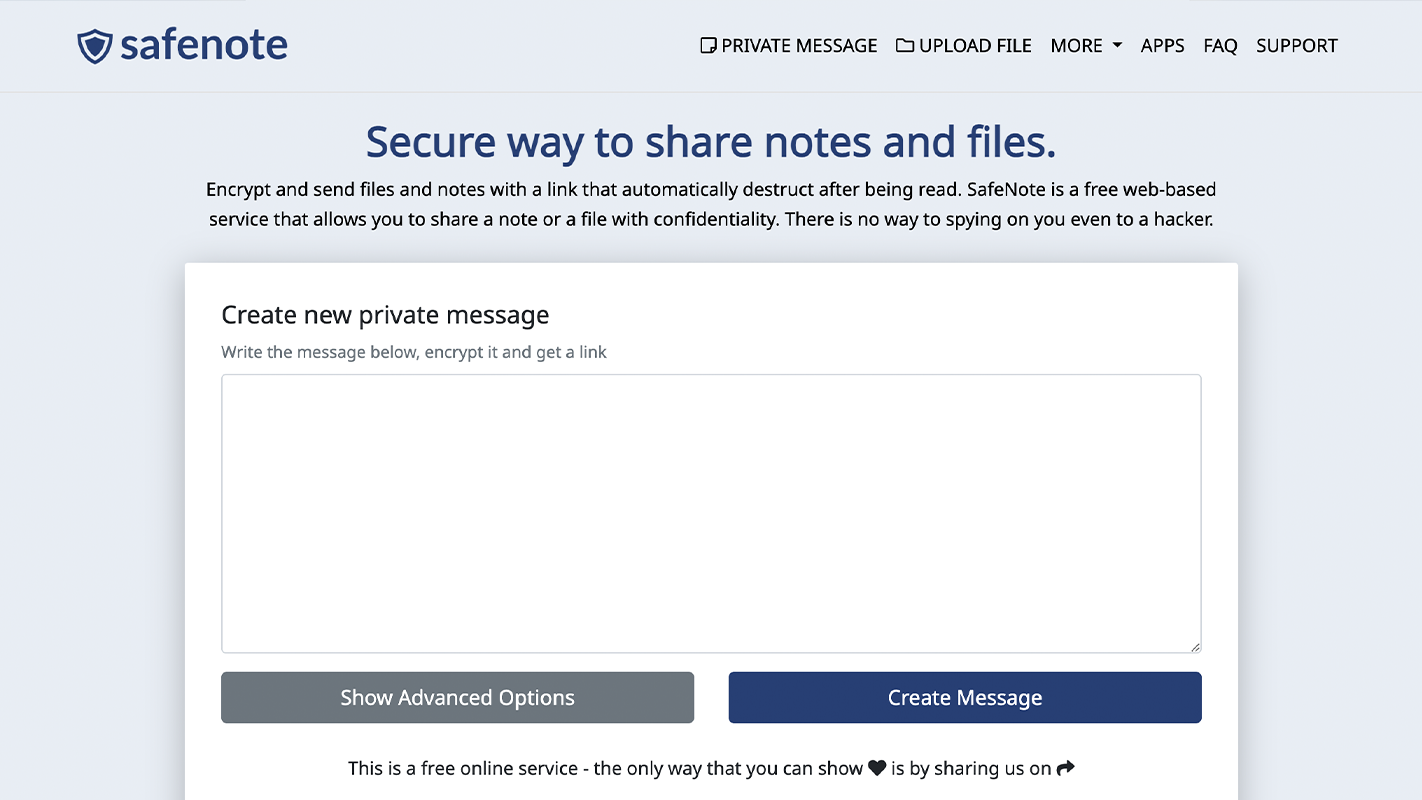 safenote
PRIVATE MESSAGE UPLOAD FILE MORE APPS FAQ SUPPORT
Secure way to share notes and files.
Encrypt and send files and notes with a link that automatically destruct after being read. SafeNote is a free web-based
service that allows you to share a note or a file with confidentiality. There is no way to spying on you even to a hacker.
Create new private message
Write the message below, encrypt it and get a link
Show Advanced Options
Create Message
This is a free online service - the only way that you can show ♥ is by sharing us on